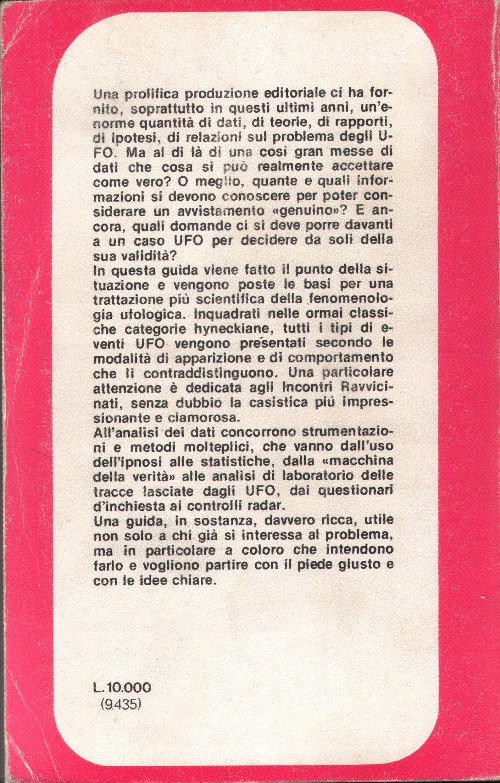 Una prolifica produzione editoriale ci ha for-
nito, soprattutto in questi ultimi anni, un'e-
norme quantità di dati, di teorie, di rapporti,
di ipotesi, di relazioni sul problema degli U-
FO. Ma al di là di una così gran messe di
dati che cosa si può realmente accettare
come vero? O meglio, quante e quali infor-
mazioni si devono conoscere per poter con-
siderare un avvistamento «genuino»? E an-
cora, quali domande ci si deve porre davanti
a un caso UFO per decidere da soli della
sua validità?
In questa guida viene fatto il punto della si-
tuazione e vengono poste le basi per una
trattazione più scientifica della fenomenolo-
gia ufologica. Inquadrati nelle ormai classi-
che categorie hyneckiane, tutti i tipi di e-
venti UFO vengono presentati secondo le
modalità di apparizione e di comportamento
che li contraddistinguono. Una particolare
attenzione è dedicata agli Incontri Ravvici-
nati, senza dubbio la casistica più impres-
sionante e clamorosa.
All'analisi dei dati concorrono strumentazio-
ni e metodi molteplici, che vanno dall'uso
dell'ipnosi alle statistiche, dalla «macchina
della verità» alle analisi di laboratorio delle
tracce lasciate dagli UFO, dai questionari
d'inchiesta ai controlli radar.
Una guida, in sostanza, davvero ricca, utile
non solo a chi già si interessa al problema,
ma in particolare a coloro che intendono
farlo e vogliono partire con il piede giusto e
con le idee chiare.
L.10.000
(9.435)